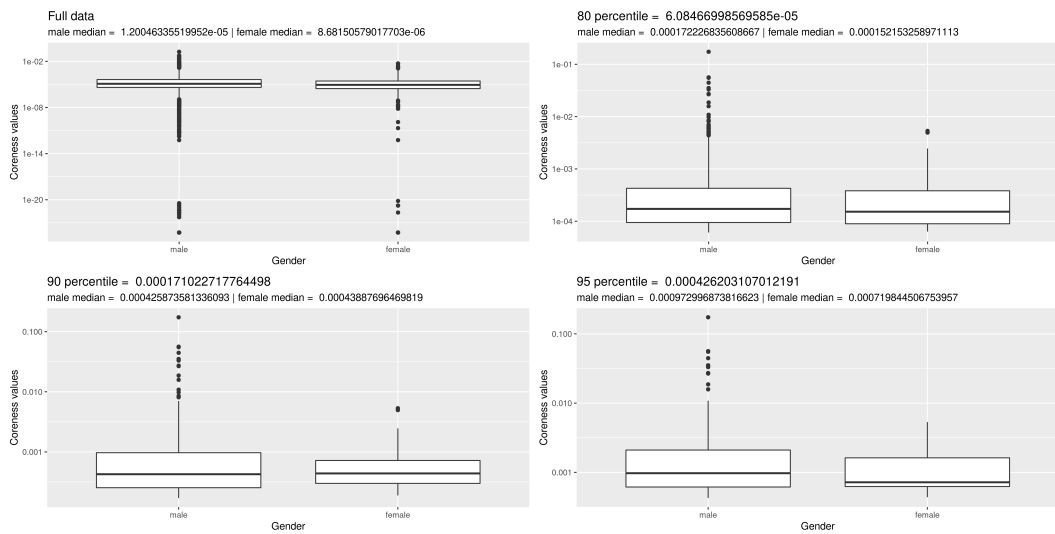 Full data
male median = 1.20046335519952e-05 | female median = 8.68150579017703e-06
1e-02
1e-08
1e-14
1e-20
Coreness values
male
female
Gender
80 percentile = 6.08466998569585e-05
male median = 0.000172226835608667 | female median = 0.000152153258971113
1e-01
1e-02
1e-03
1e-04
Coreness values
male
female
Gender
90 percentile = 0.000171022717764498
male median = 0.000425873581336093 | female median = 0.00043887696469819
0.100
0.010
0.001
Coreness values
male
female
Gender
95 percentile = 0.000426203107012191
male median = 0.000972996873816623 | female median = 0.000719844506753957
0.100
0.010
0.001
Coreness values
male
female
Gender